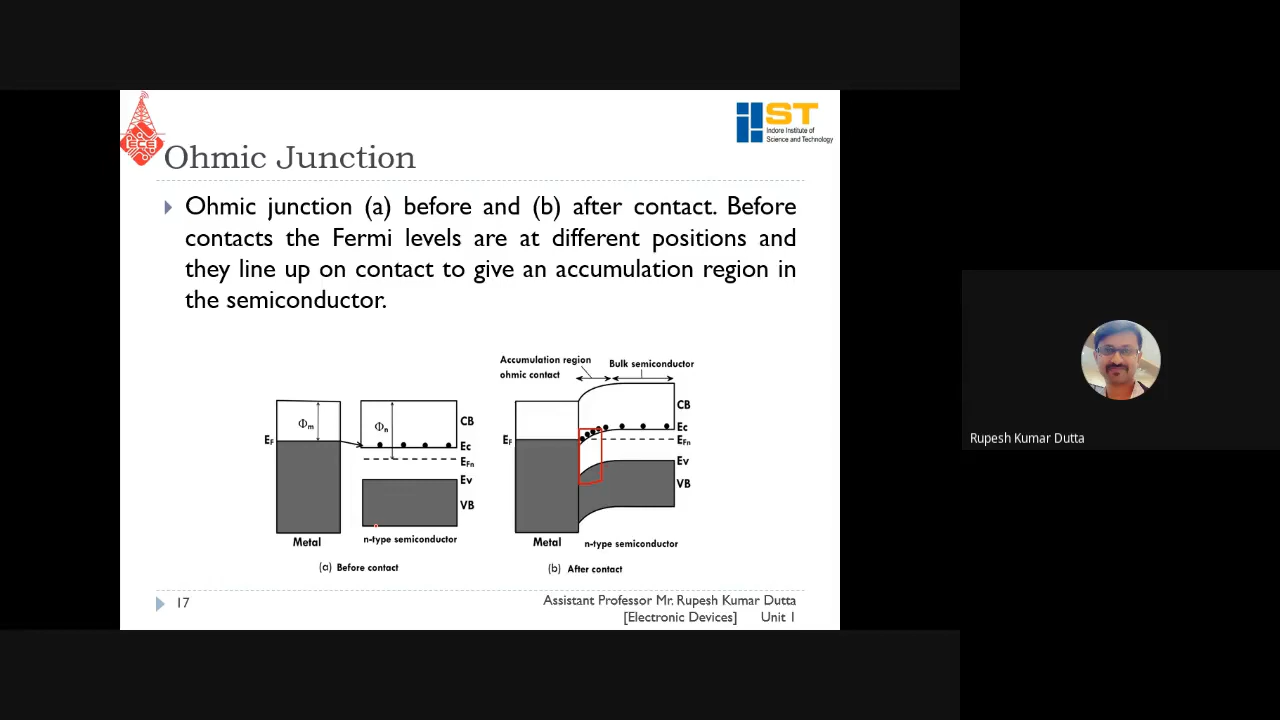 IIST
Indore Institute of
Science and Technology
ECE
Ohmic Junction
Ohmic junction (a) before and (b) after contact. Before
contacts the Fermi levels are at different positions and
they line up on contact to give an accumulation region in
the semiconductor.
Accumulation region
ohmic contact
Bulk semiconductor
Φm
Φn
CB
EF
Ec
EFn
Ev
VB
Metal
n-type semiconductor
(a) Before contact
CB
EF
Ec
EFn
Ev
VB
Metal
n-type semiconductor
(b) After contact
17
Assistant Professor Mr. Rupesh Kumar Dutta
[Electronic Devices] Unit 1
Rupesh Kumar Dutta